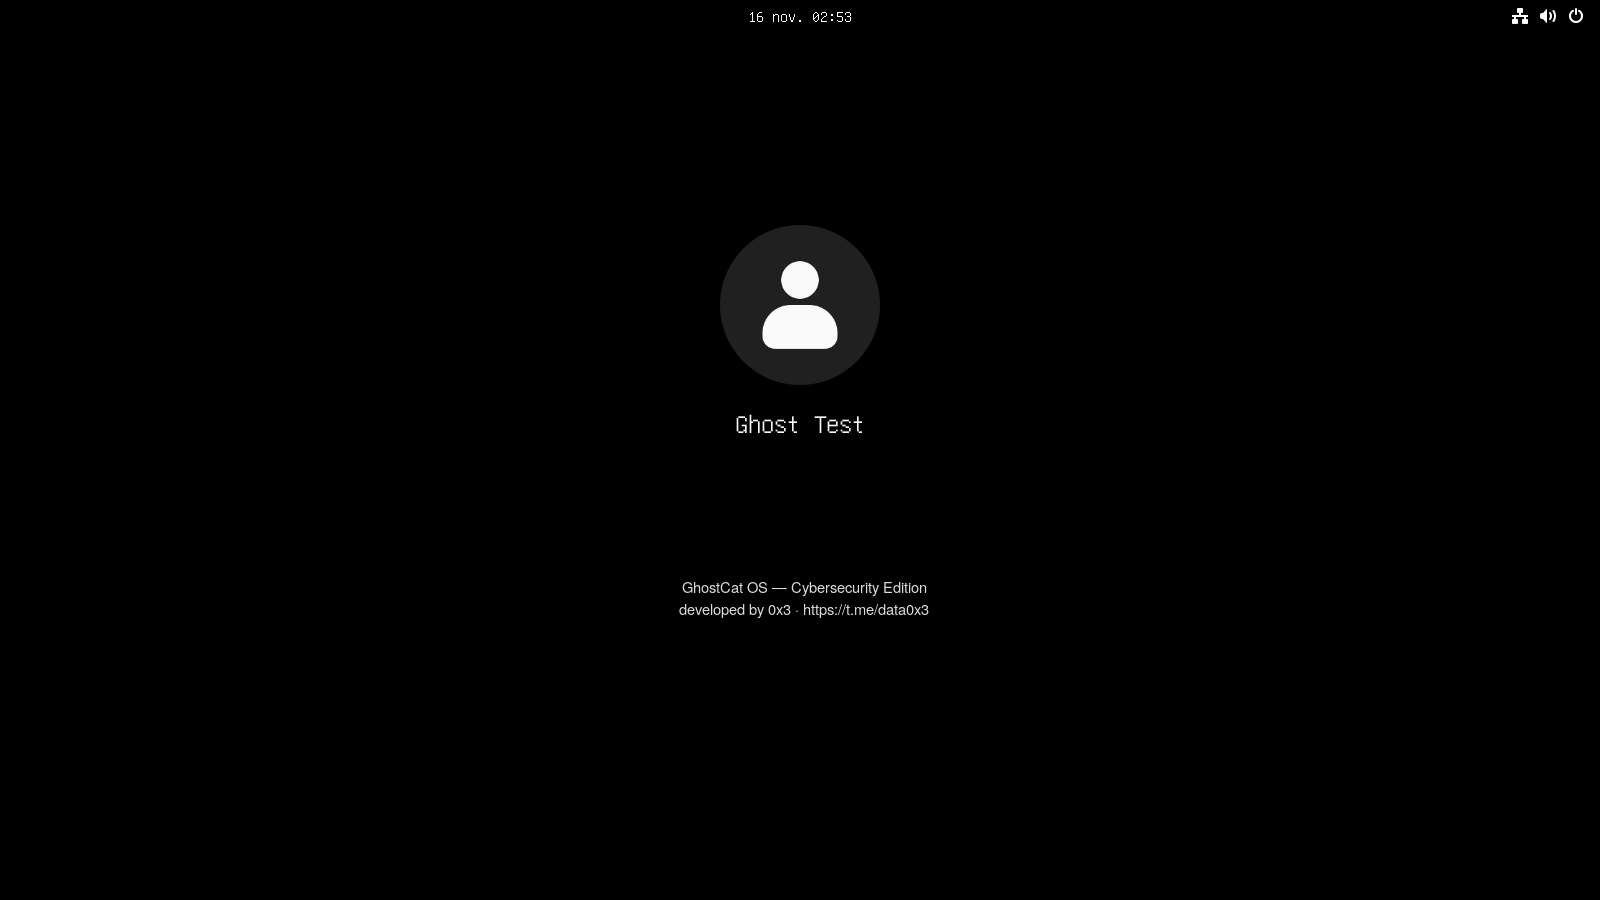 16 nov. 02:53
Ghost Test
GhostCat OS — Cybersecurity Edition
developed by 0x3 · https://t.me/data0x3